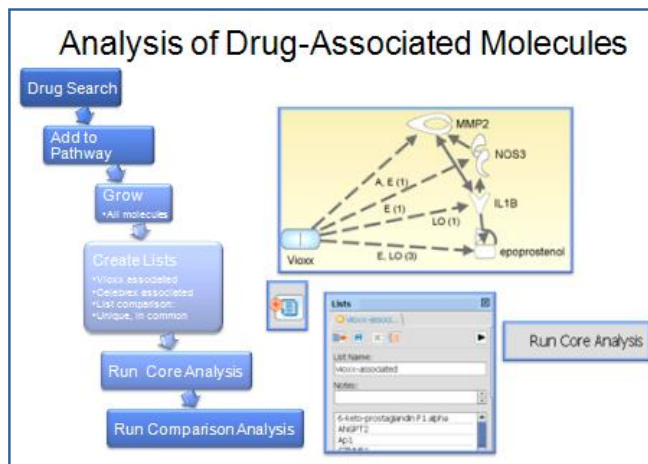 Analysis of Drug-Associated Molecules
Drug Search
Add to
Pathway
Grow
•All molecules
Create Lists
•Vioxx associated
•Celebrex associated
•List comparison:
•Unique, in common
Run Core Analysis
Run Comparison Analysis
MMP2
NOS3
A, E (1)
E (1)
IL1B
LO (1)
Vioxx
E, LO (3)
epoprostenol
Lists
vioxx-assoc...
List Name:
vioxx-associated
Notes:
6-keto-prostaglandin F1 alpha
ANGPT2
Ap1
Run Core Analysis